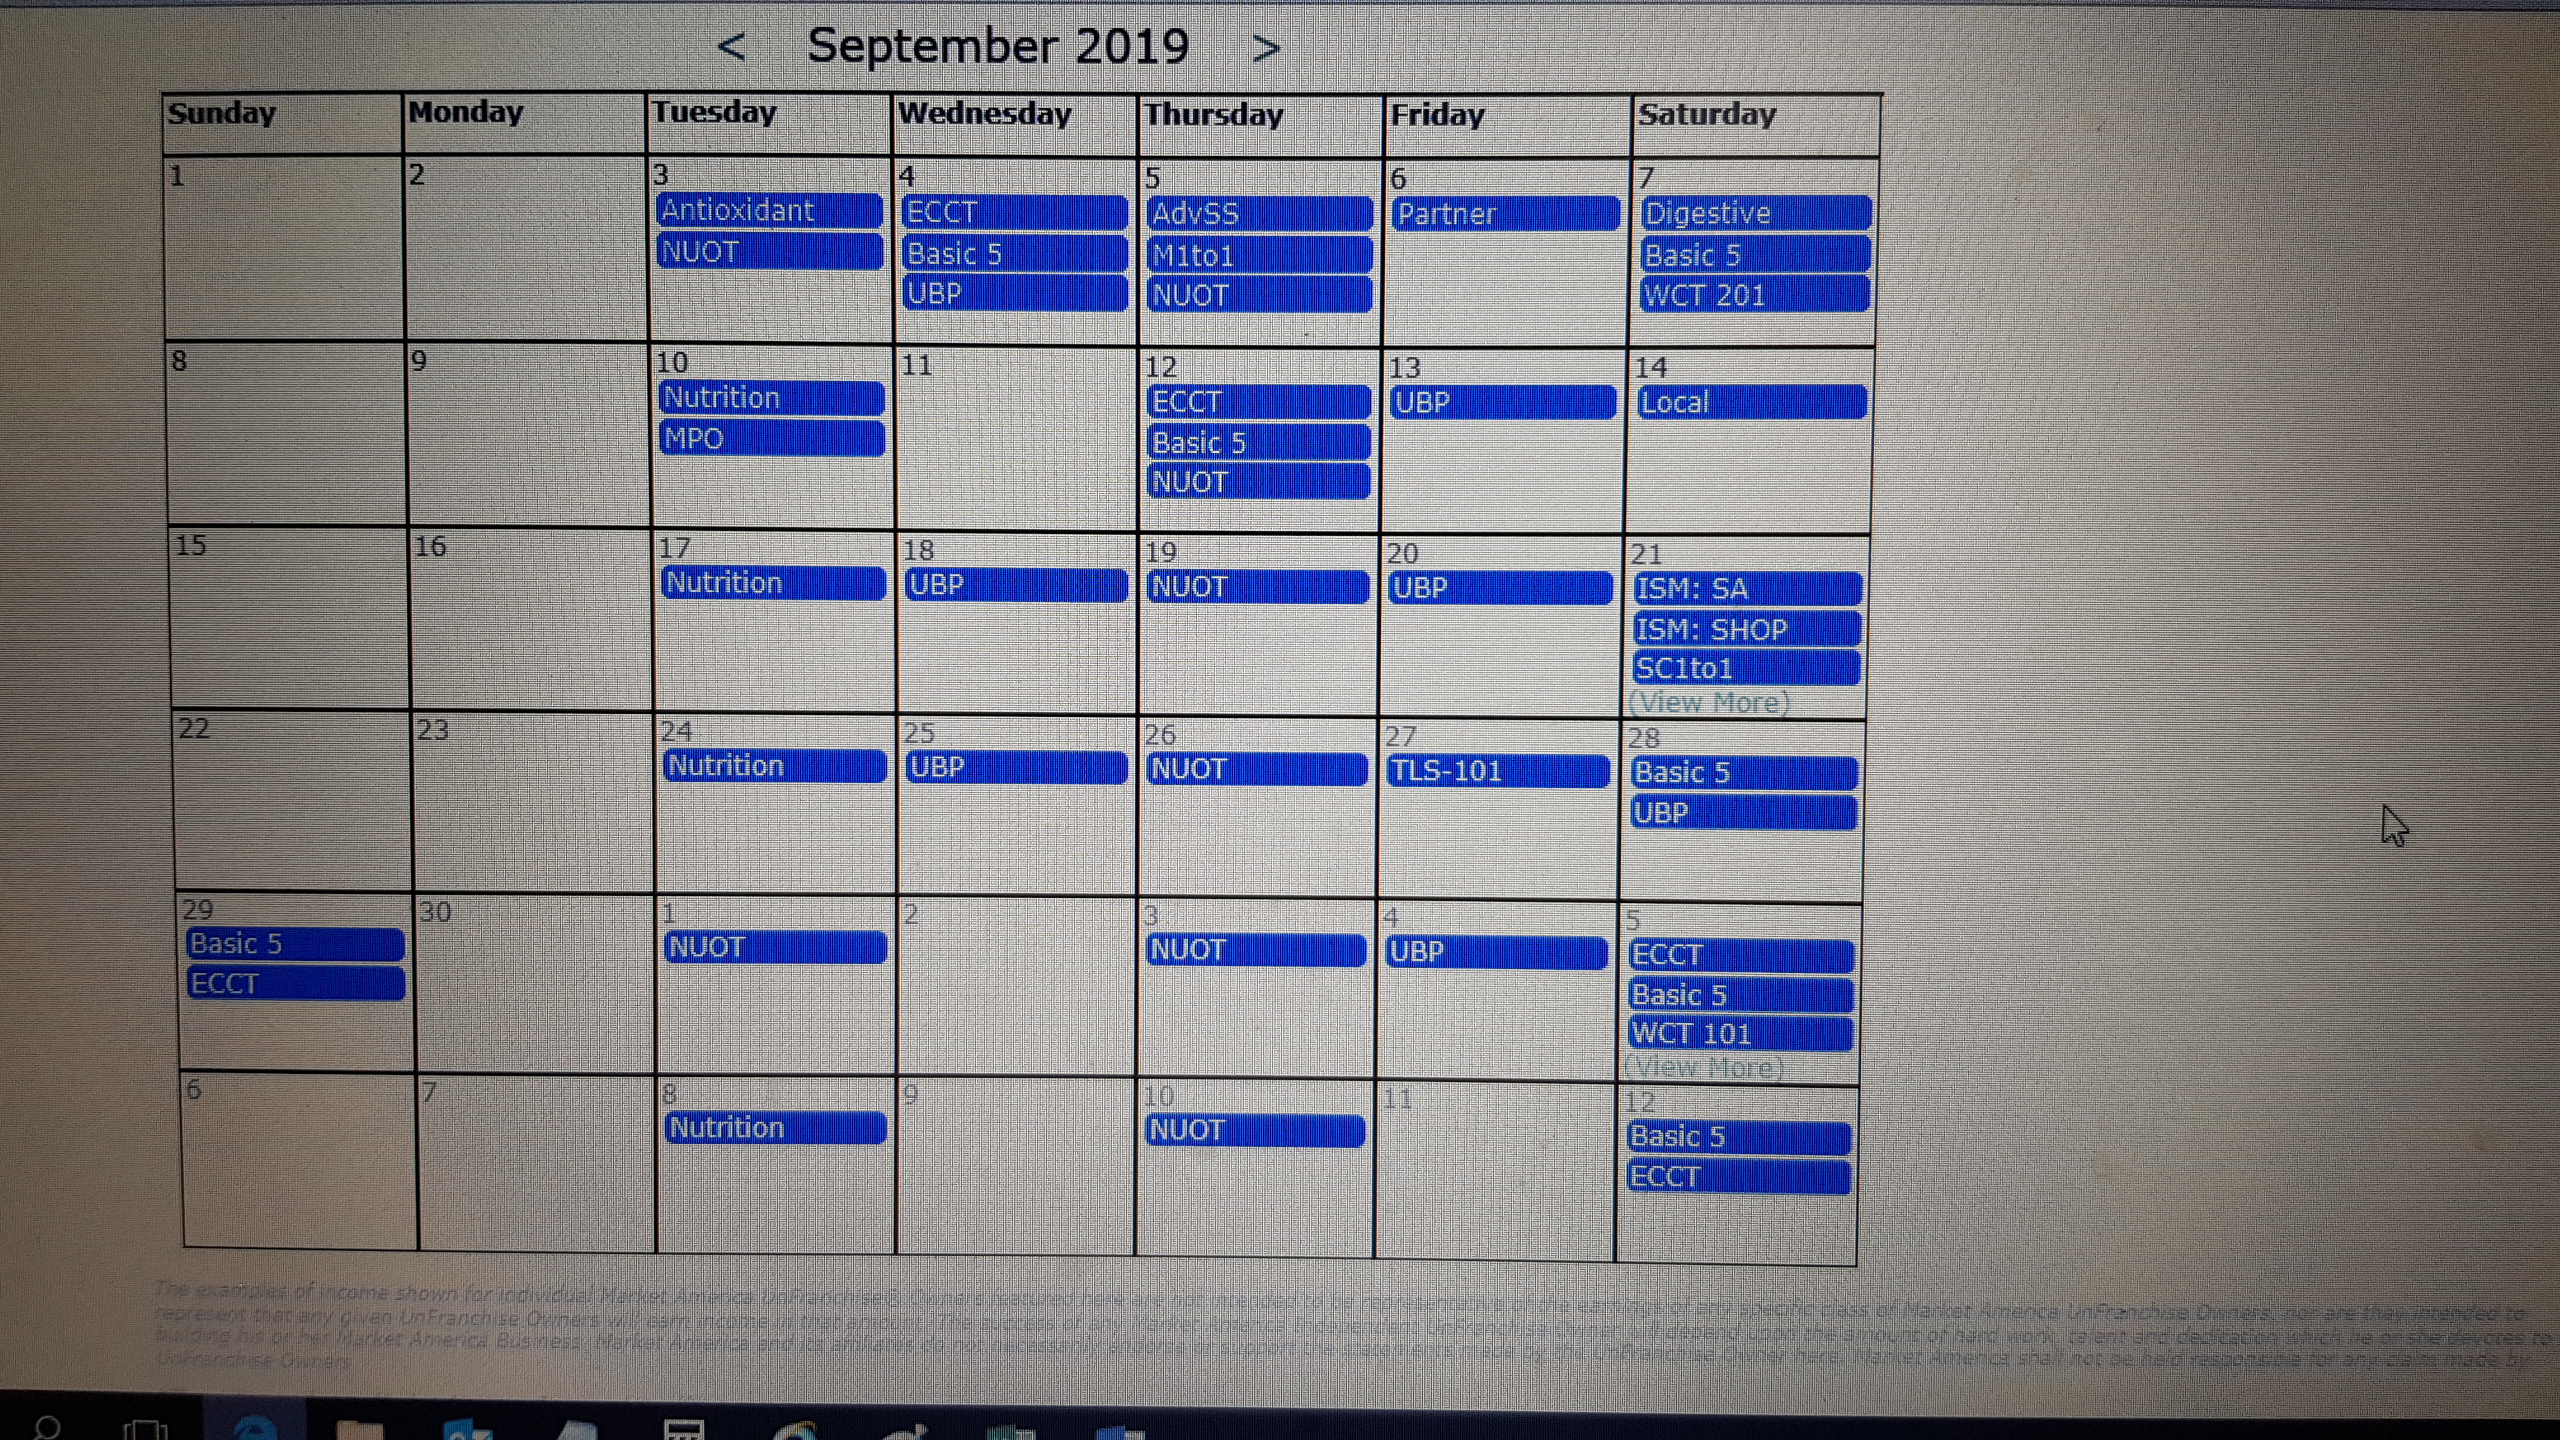 < September 2019 >
Sunday Monday Tuesday Wednesday Thursday Friday Saturday
1 2 3 4 5 6 7
Antioxidant ECCT AdvSS Partner Digestive
NUOT Basic 5 M1to1 Basic 5
UBP NUOT WCT 201
8 9 10 11 12 13 14
Nutrition ECCT UBP Local
MPO Basic 5
NUOT
15 16 17 18 19 20 21
Nutrition UBP NUOT UBP ISM: SA
ISM: SHOP
SC1to1
(View More)
22 23 24 25 26 27 28
Nutrition UBP NUOT TLS-101 Basic 5
UBP
29 30 1 2 3 4 5
Basic 5 NUOT NUOT UBP ECCT
ECCT Basic 5
WCT 101
(View More)
6 7 8 9 10 11 12
Nutrition NUOT Basic 5
ECCT
The examples of income shown for individual Market America UnFranchise® Owners featured here are not intended to be representative of the earnings of any specific class of Market America UnFranchise Owners, nor are they intended to
represent that any given UnFranchise Owners will earn income in that amount. The success of any Market America Independent UnFranchise Owner will depend upon the amount of hard work, talent and dedication which he or she devotes to
building his or her Market America Business. Market America and its affiliates do not necessarily endorse or support the statements made by the UnFranchise Owner here. Market America shall not be held responsible for any claim made by
UnFranchise Owners